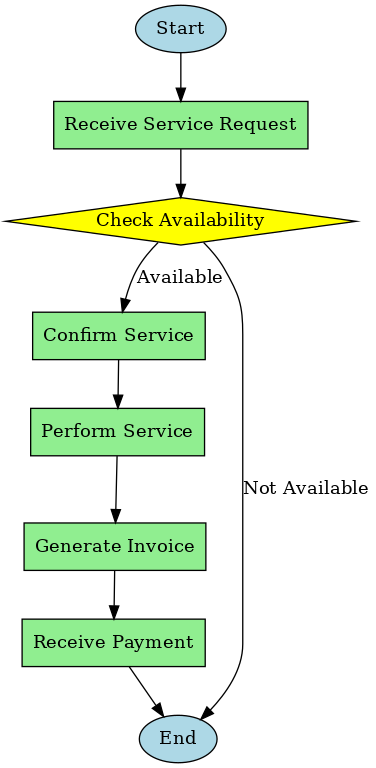 Start
Receive Service Request
Check Availability
Available
Confirm Service
Perform Service
Not Available
Generate Invoice
Receive Payment
End